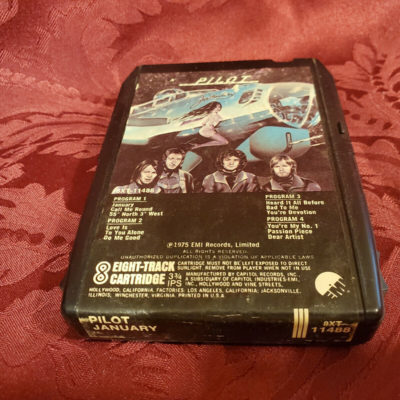 PILOT
8XT-11488
PROGRAM 1
January
Call Me Round
55° North 3° West
PROGRAM 2
Love Is
To You Alone
Do Me Good
PROGRAM 3
Heard It All Before
Bad To Me
You're Devotion
PROGRAM 4
You're My No. 1
Passion Piece
Dear Artist
℗1975 EMI Records, Limited
ALL RIGHTS RESERVED.
UNAUTHORIZED DUPLICATION IS A VIOLATION OF APPLICABLE LAWS
8 EIGHT-TRACK CARTRIDGE 3¾ IPS
CARTRIDGE MUST NOT BE LEFT EXPOSED TO DIRECT
SUNLIGHT. REMOVE FROM PLAYER WHEN NOT IN USE
MANUFACTURED BY CAPITOL RECORDS, INC.,
A SUBSIDIARY OF CAPITOL INDUSTRIES-EMI,
INC., HOLLYWOOD AND VINE STREETS,
HOLLYWOOD, CALIFORNIA. FACTORIES: LOS ANGELES, CALIFORNIA; JACKSONVILLE,
ILLINOIS; WINCHESTER, VIRGINIA. PRINTED IN U.S.A.
EMI
PILOT
JANUARY
8XT-
11488